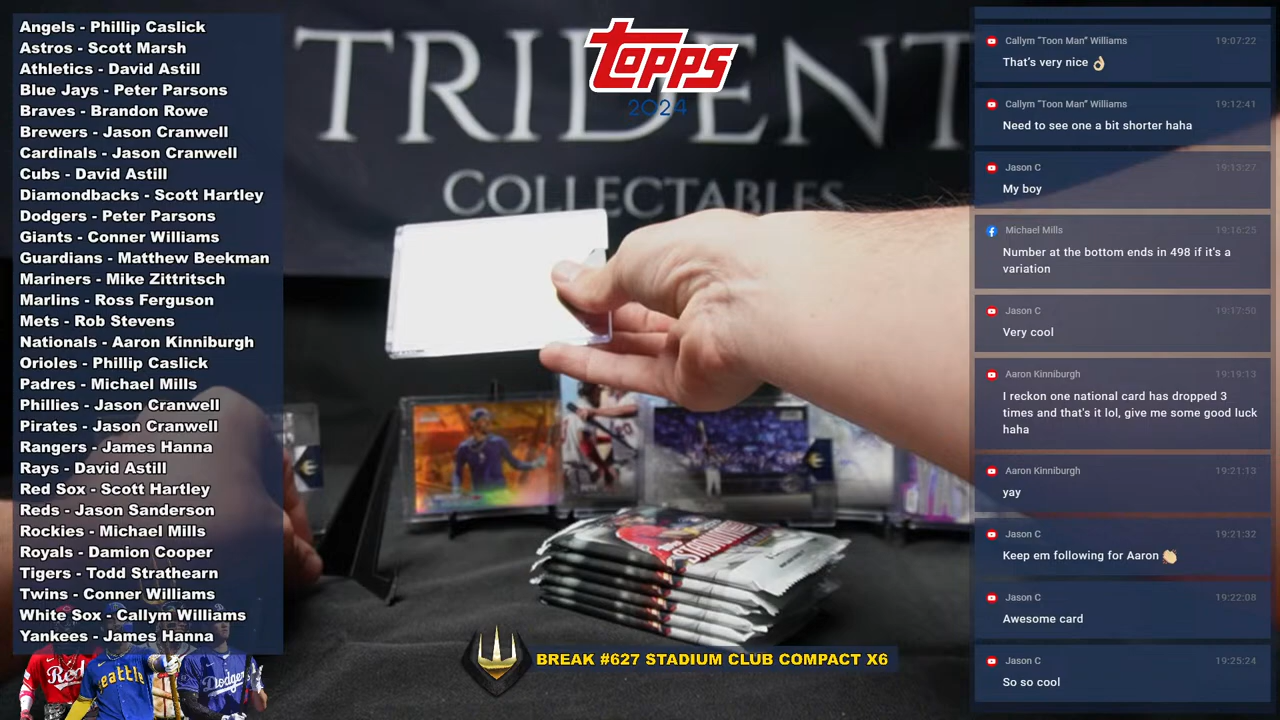 Angels - Phillip Caslick
Astros - Scott Marsh
Athletics - David Astill
Blue Jays - Peter Parsons
Braves - Brandon Rowe
Brewers - Jason Cranwell
Cardinals - Jason Cranwell
Cubs - David Astill
Diamondbacks - Scott Hartley
Dodgers - Peter Parsons
Giants - Conner Williams
Guardians - Matthew Beekman
Mariners - Mike Zittritsch
Marlins - Ross Ferguson
Mets - Rob Stevens
Nationals - Aaron Kinniburgh
Orioles - Phillip Caslick
Padres - Michael Mills
Phillies - Jason Cranwell
Pirates - Jason Cranwell
Rangers - James Hanna
Rays - David Astill
Red Sox - Scott Hartley
Reds - Jason Sanderson
Rockies - Michael Mills
Royals - Damion Cooper
Tigers - Todd Strathearn
Twins - Conner Williams
White Sox - Callym Williams
Yankees - James Hanna
Reds
Seattle
Dodgers
topps
2024
TRIDENT
COLLECTABLES
BREAK #627 STADIUM CLUB COMPACT X6
Callym "Toon Man" Williams 19:07:22
That's very nice 👌🏻
Callym "Toon Man" Williams 19:12:41
Need to see one a bit shorter haha
Jason C 19:13:27
My boy
Michael Mills 19:16:25
Number at the bottom ends in 498 if it's a
variation
Jason C 19:17:50
Very cool
Aaron Kinniburgh 19:19:13
I reckon one national card has dropped 3
times and that's it lol, give me some good luck
haha
Aaron Kinniburgh 19:21:13
yay
Jason C 19:21:32
Keep em following for Aaron 👏🏻
Jason C 19:22:08
Awesome card
Jason C 19:25:24
So so cool